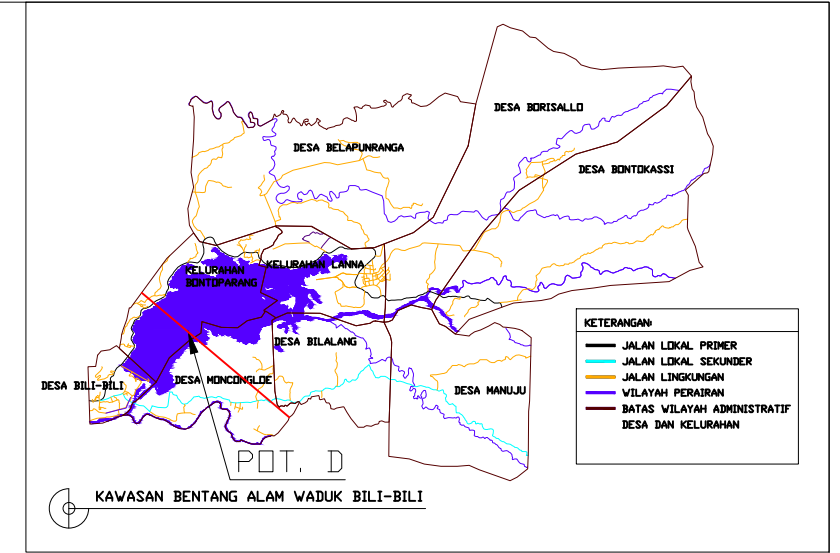 DESA BORISALLO
DESA BELAPUNRANGA
DESA BONTOKASSI
KELURAHAN LANNA
KELURAHAN
BONTOPARANG
DESA BILALANG
DESA MONCONGLOE
DESA BILI-BILI
DESA MANUJU
KETERANGAN:
JALAN LOKAL PRIMER
JALAN LOKAL SEKUNDER
JALAN LINGKUNGAN
WILAYAH PERAIRAN
BATAS WILAYAH ADMINISTRATIF
DESA DAN KELURAHAN
POT. D
KAWASAN BENTANG ALAM WADUK BILI-BILI